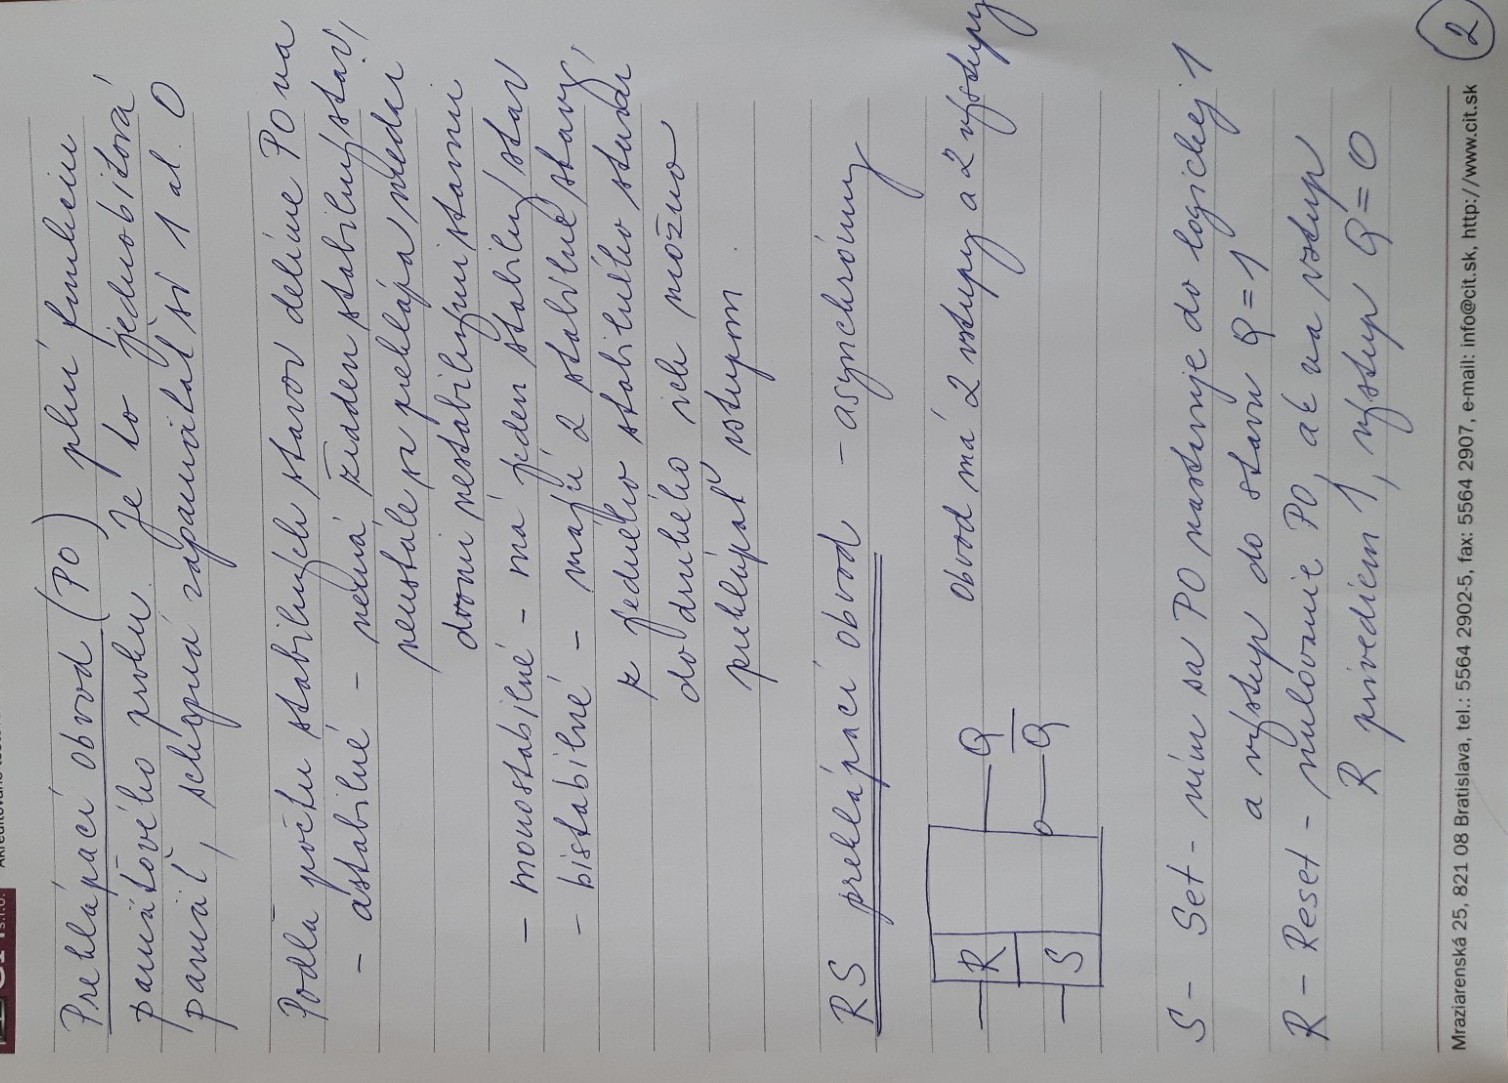 s.r.o.
Preklápací obvod (PO) plní funkciu
pamäťového prvku. Je to jednobitová
pamäť, schopná zapamätať si 1 al. 0
Podľa počtu stabilných stavov delíme PO na
- astabilné - nemá žiaden stabilný stav,
neustále sa preklápa medzi
dvomi nestabilnými stavmi
- monostabilné - má jeden stabilný stav
- bistabilné - majú 2 stabilné stavy,
z jedného stabilného stavu
do druhého ich možno
preklápať vstupom.
RS preklápací obvod - asynchrónny
R Q
S Q̅
Obvod má 2 vstupy a 2 výstupy
S - Set - ním sa PO nastavuje do logickej 1
a výstup do stavu Q = 1
R - Reset - nulovanie PO, ak na vstup
R privediem 1, výstup Q = 0
Mraziarenská 25, 821 08 Bratislava, tel.: 5564 2902-5, fax: 5564 2907, e-mail: info@cit.sk, http://www.cit.sk
2